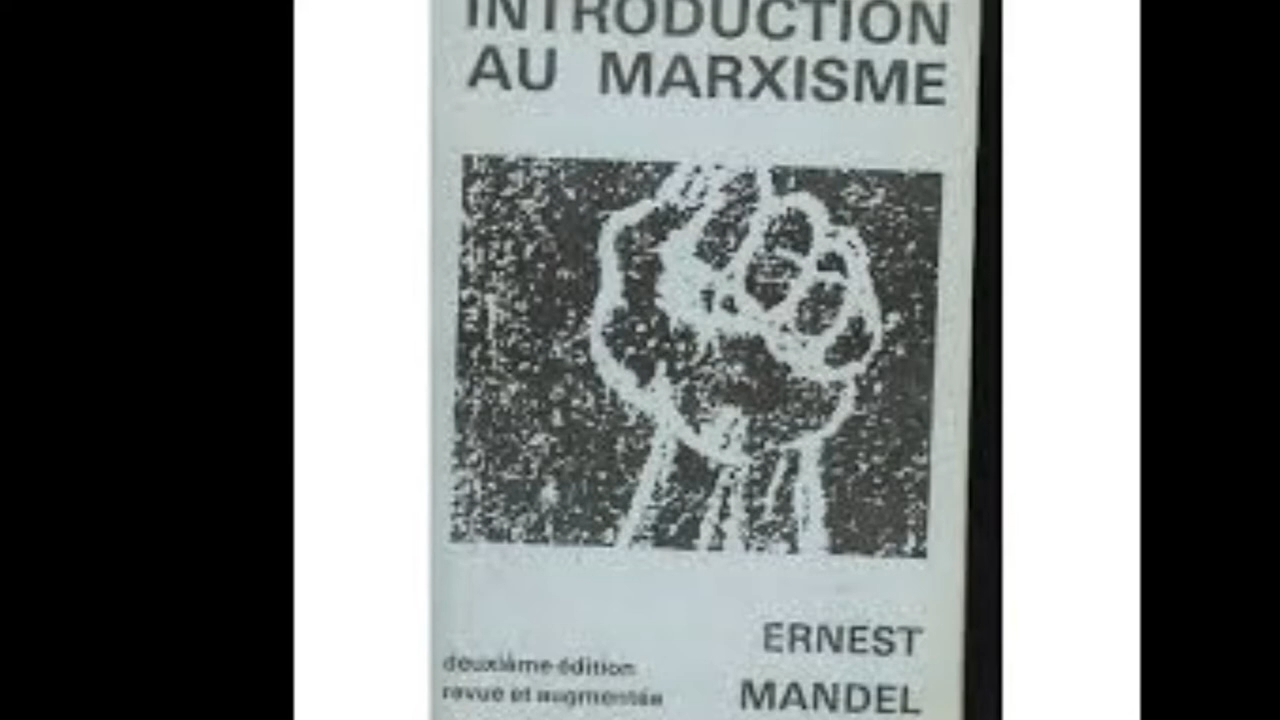 INTRODUCTION
AU MARXISME
ERNEST
MANDEL
deuxième édition
revue et augmentée